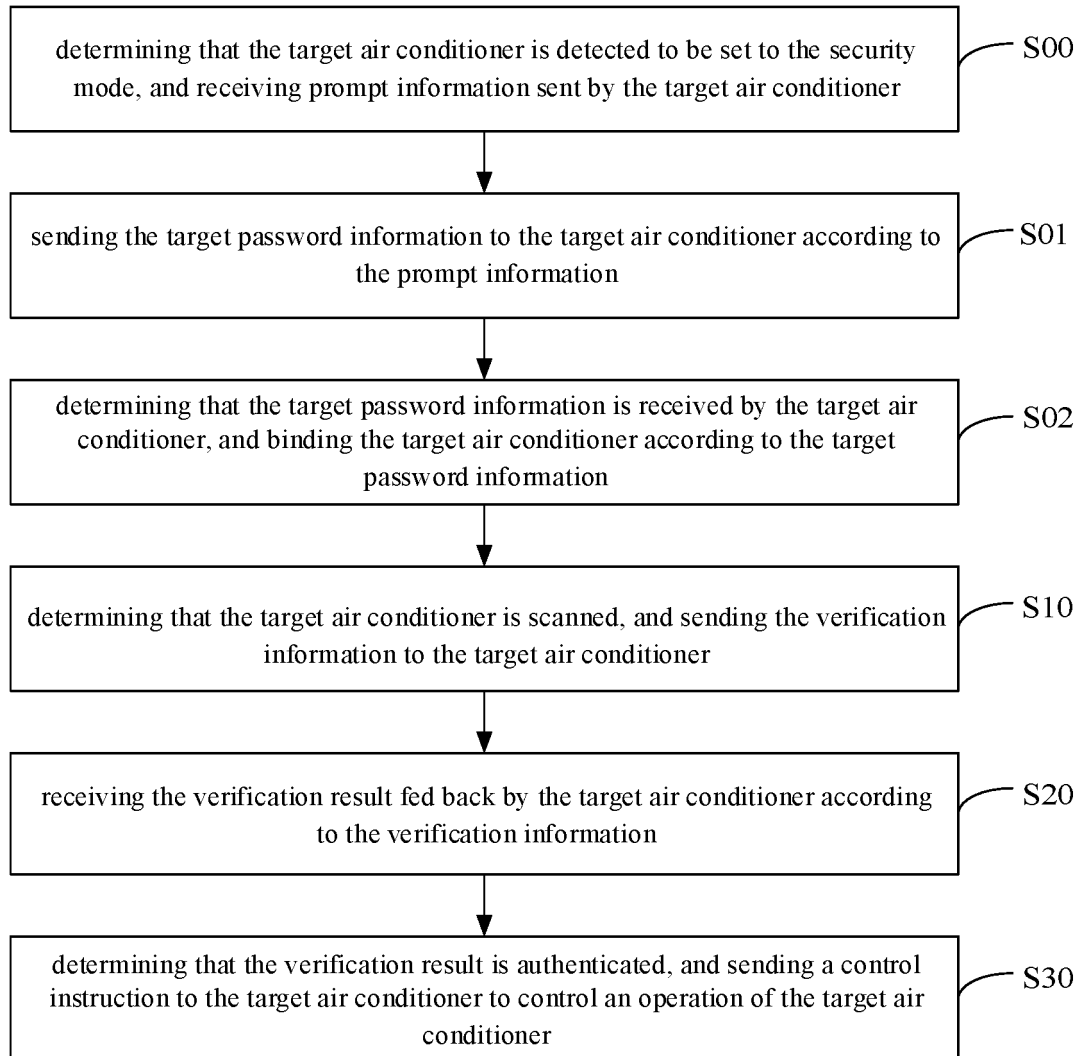 determining that the target air conditioner is detected to be set to the security
mode, and receiving prompt information sent by the target air conditioner
S00
sending the target password information to the target air conditioner according to
the prompt information
S01
determining that the target password information is received by the target air
conditioner, and binding the target air conditioner according to the target
password information
S02
determining that the target air conditioner is scanned, and sending the verification
information to the target air conditioner
S10
receiving the verification result fed back by the target air conditioner according
to the verification information
S20
determining that the verification result is authenticated, and sending a control
instruction to the target air conditioner to control an operation of the target air
conditioner
S30